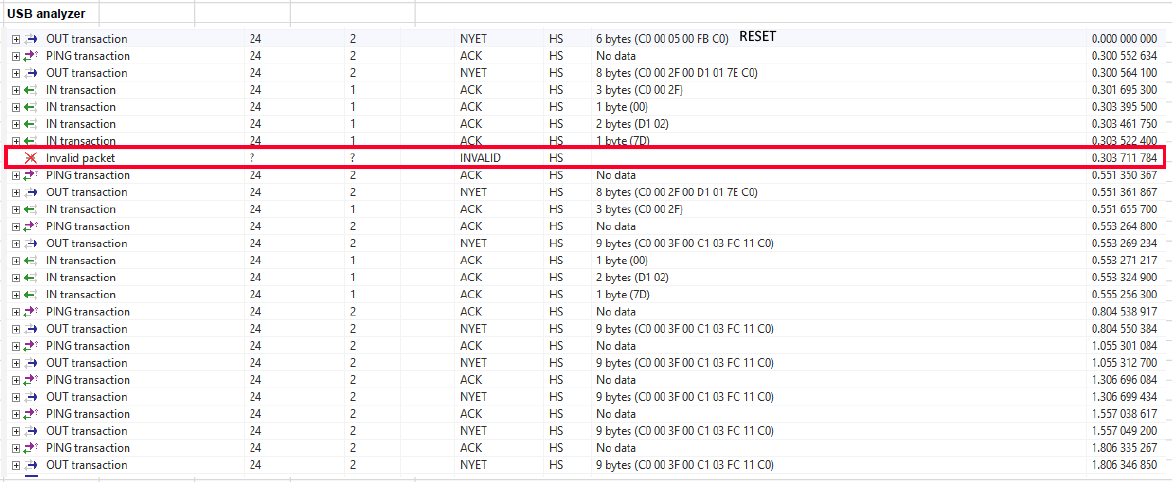 USB analyzer
OUT transaction 24 2 NYET HS 6 bytes (C0 00 05 00 FB C0) RESET 0.000 000 000
PING transaction 24 2 ACK HS No data 0.300 552 634
OUT transaction 24 2 NYET HS 8 bytes (C0 00 2F 00 D1 01 7E C0) 0.300 564 100
IN transaction 24 1 ACK HS 3 bytes (C0 00 2F) 0.301 695 300
IN transaction 24 1 ACK HS 1 byte (00) 0.303 395 500
IN transaction 24 1 ACK HS 2 bytes (D1 02) 0.303 461 750
IN transaction 24 1 ACK HS 1 byte (7D) 0.303 522 400
Invalid packet ? ? INVALID HS 0.303 711 784
PING transaction 24 2 ACK HS No data 0.551 350 367
OUT transaction 24 2 NYET HS 8 bytes (C0 00 2F 00 D1 01 7E C0) 0.551 361 867
IN transaction 24 1 ACK HS 3 bytes (C0 00 2F) 0.551 655 700
PING transaction 24 2 ACK HS No data 0.553 264 800
OUT transaction 24 2 NYET HS 9 bytes (C0 00 3F 00 C1 03 FC 11 C0) 0.553 269 234
IN transaction 24 1 ACK HS 1 byte (00) 0.553 271 217
IN transaction 24 1 ACK HS 2 bytes (D1 02) 0.553 324 900
IN transaction 24 1 ACK HS 1 byte (7D) 0.555 256 300
PING transaction 24 2 ACK HS No data 0.804 538 917
OUT transaction 24 2 NYET HS 9 bytes (C0 00 3F 00 C1 03 FC 11 C0) 0.804 550 384
PING transaction 24 2 ACK HS No data 1.055 301 084
OUT transaction 24 2 NYET HS 9 bytes (C0 00 3F 00 C1 03 FC 11 C0) 1.055 312 700
PING transaction 24 2 ACK HS No data 1.306 696 084
OUT transaction 24 2 NYET HS 9 bytes (C0 00 3F 00 C1 03 FC 11 C0) 1.306 699 434
PING transaction 24 2 ACK HS No data 1.557 038 617
OUT transaction 24 2 NYET HS 9 bytes (C0 00 3F 00 C1 03 FC 11 C0) 1.557 049 200
PING transaction 24 2 ACK HS No data 1.806 335 267
OUT transaction 24 2 NYET HS 9 bytes (C0 00 3F 00 C1 03 FC 11 C0) 1.806 346 850